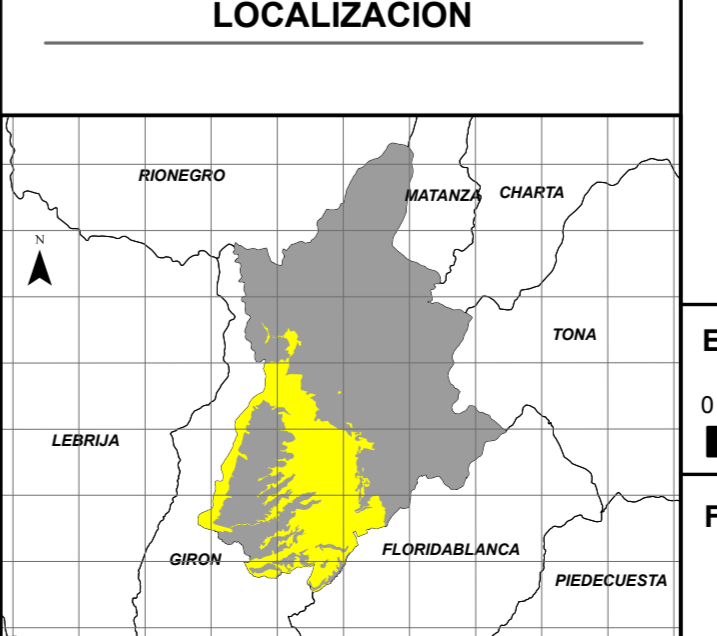 LOCALIZACION
RIONEGRO
MATANZA
CHARTA
N
TONA
E
0
LEBRIJA
F
GIRON
FLORIDABLANCA
PIEDECUESTA